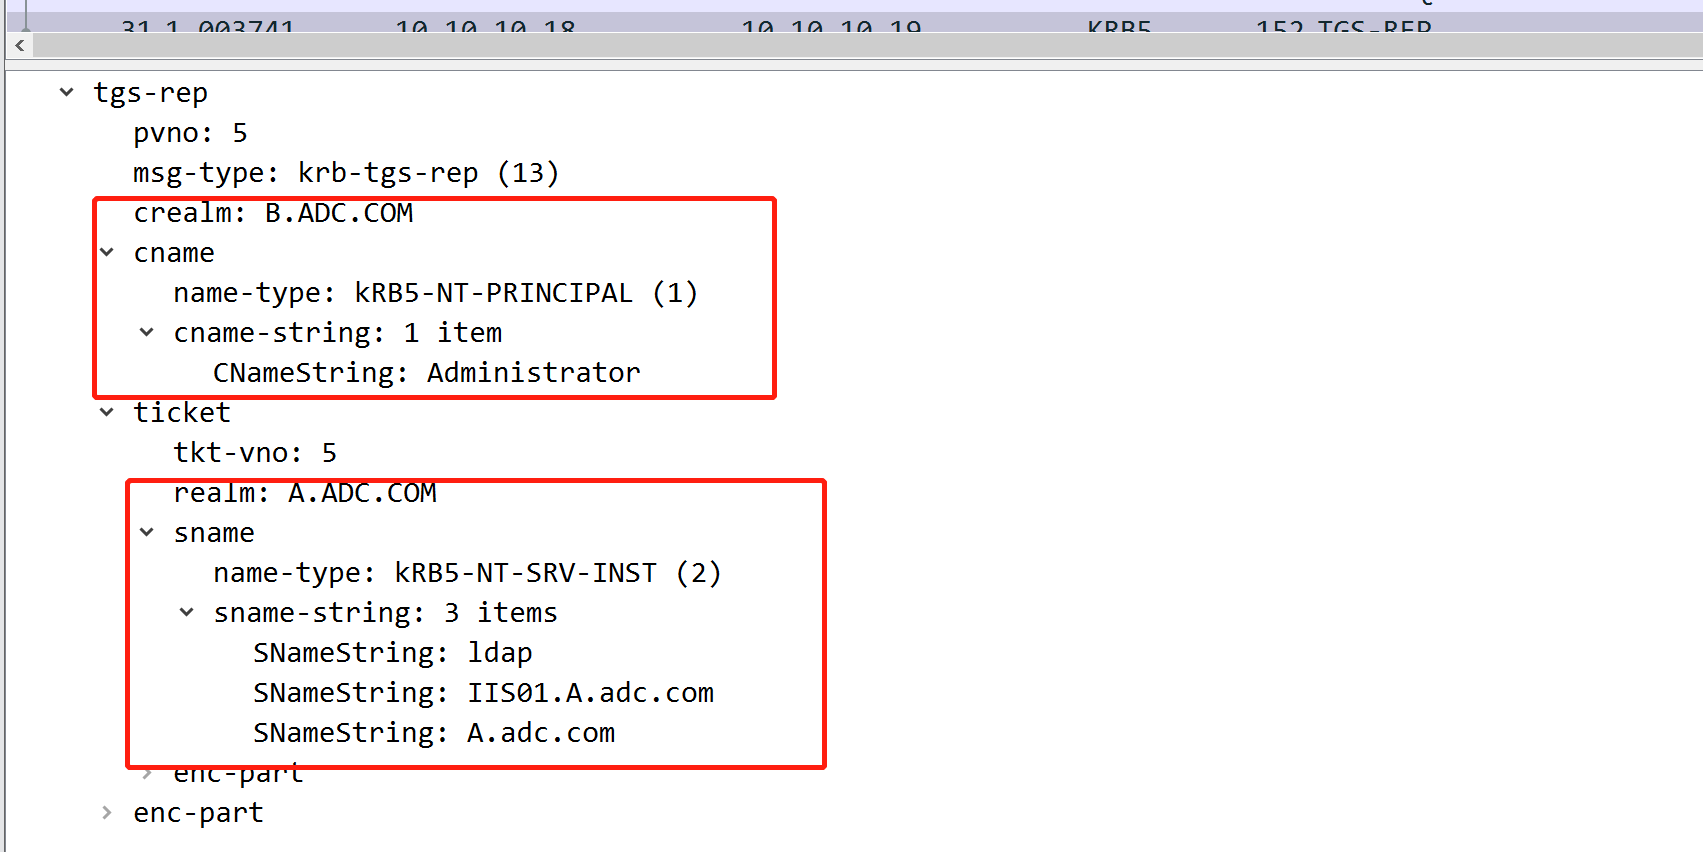 31 1.003741 10.10.10.18 10.10.10.19 KRB5 152 TGS-REP
tgs-rep
pvno: 5
msg-type: krb-tgs-rep (13)
crealm: B.ADC.COM
cname
name-type: kRB5-NT-PRINCIPAL (1)
cname-string: 1 item
CNameString: Administrator
ticket
tkt-vno: 5
realm: A.ADC.COM
sname
name-type: kRB5-NT-SRV-INST (2)
sname-string: 3 items
SNameString: ldap
SNameString: IIS01.A.adc.com
SNameString: A.adc.com
enc-part
enc-part